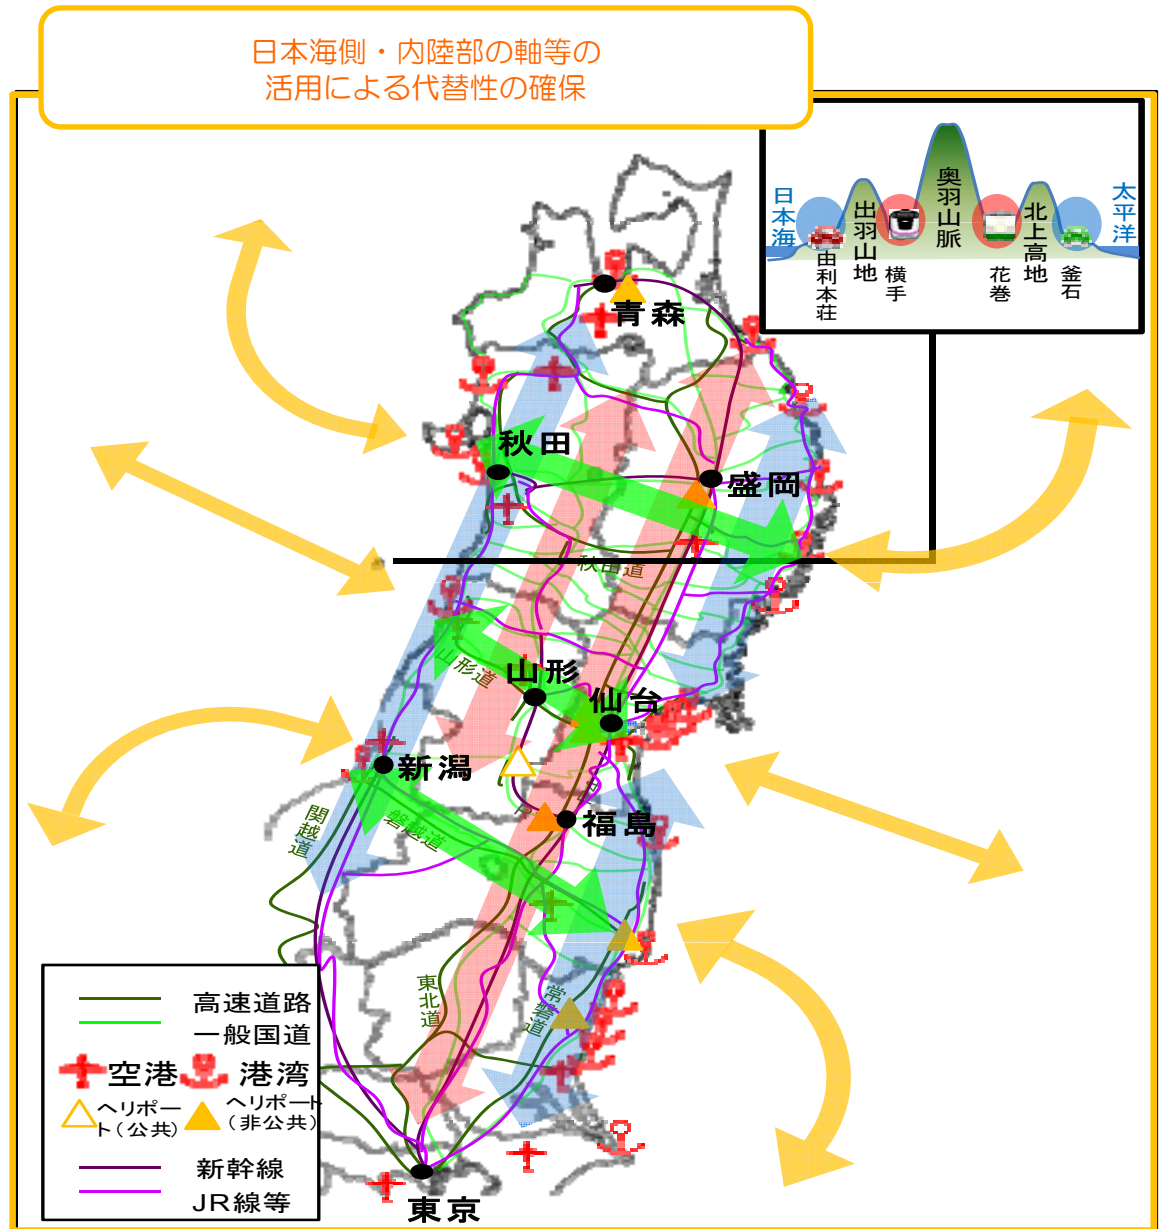 日本海側・内陸部の軸等の
活用による代替性の確保
日本海
由利本荘
出羽山地
横手
奥羽山脈
花巻
北上高地
釜石
太平洋
青森
秋田
盛岡
秋田道
山形道
山形
仙台
新潟
福島
関越道
磐越道
東北道
常磐道
東京
高速道路
一般国道
空港
港湾
ヘリポー
ト(公共)
ヘリポート
(非公共)
新幹線
JR線等